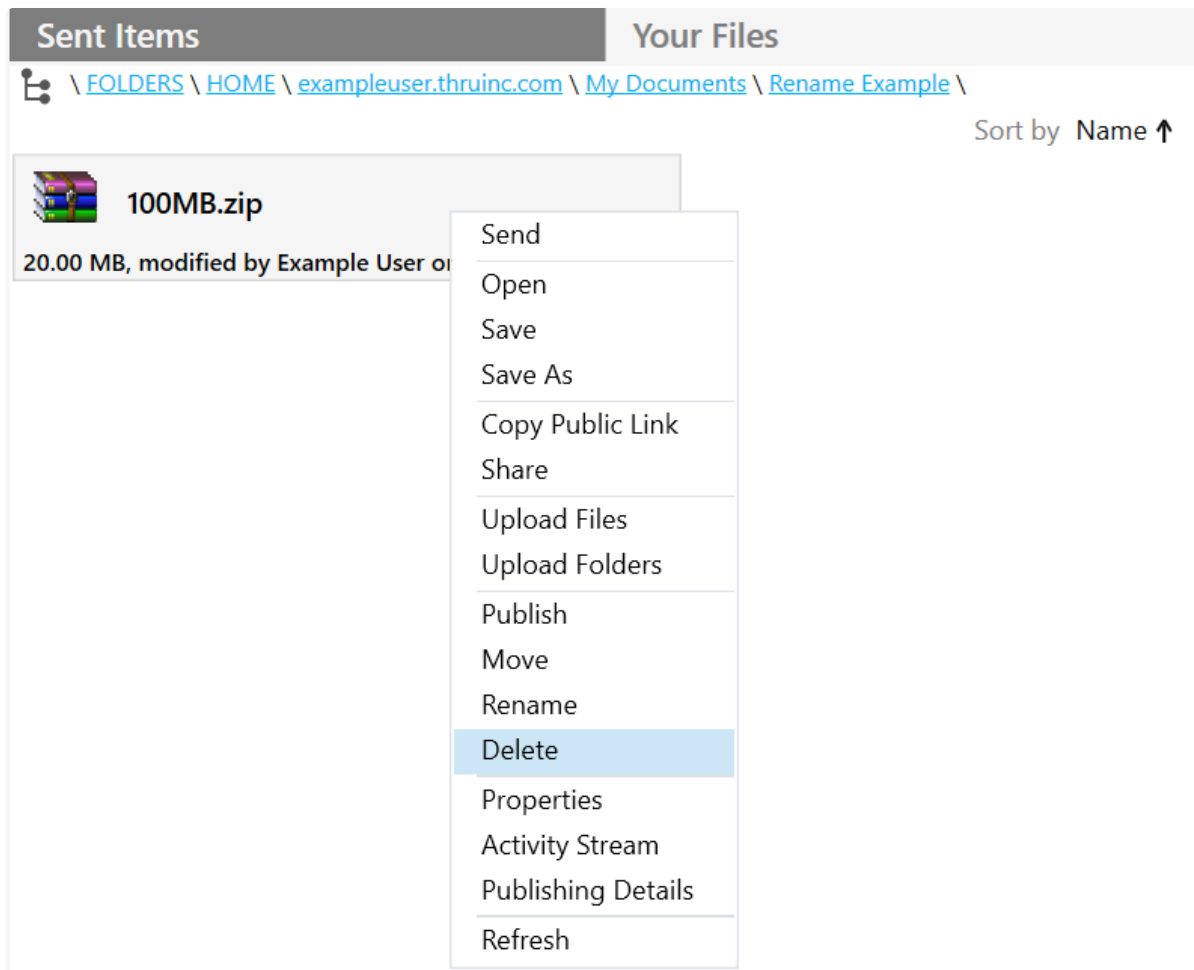 Sent Items Your Files
\ FOLDERS \ HOME \ exampleuser.thruinc.com \ My Documents \ Rename Example \
Sort by Name ↑
100MB.zip
20.00 MB, modified by Example User
Send
Open
Save
Save As
Copy Public Link
Share
Upload Files
Upload Folders
Publish
Move
Rename
Delete
Properties
Activity Stream
Publishing Details
Refresh